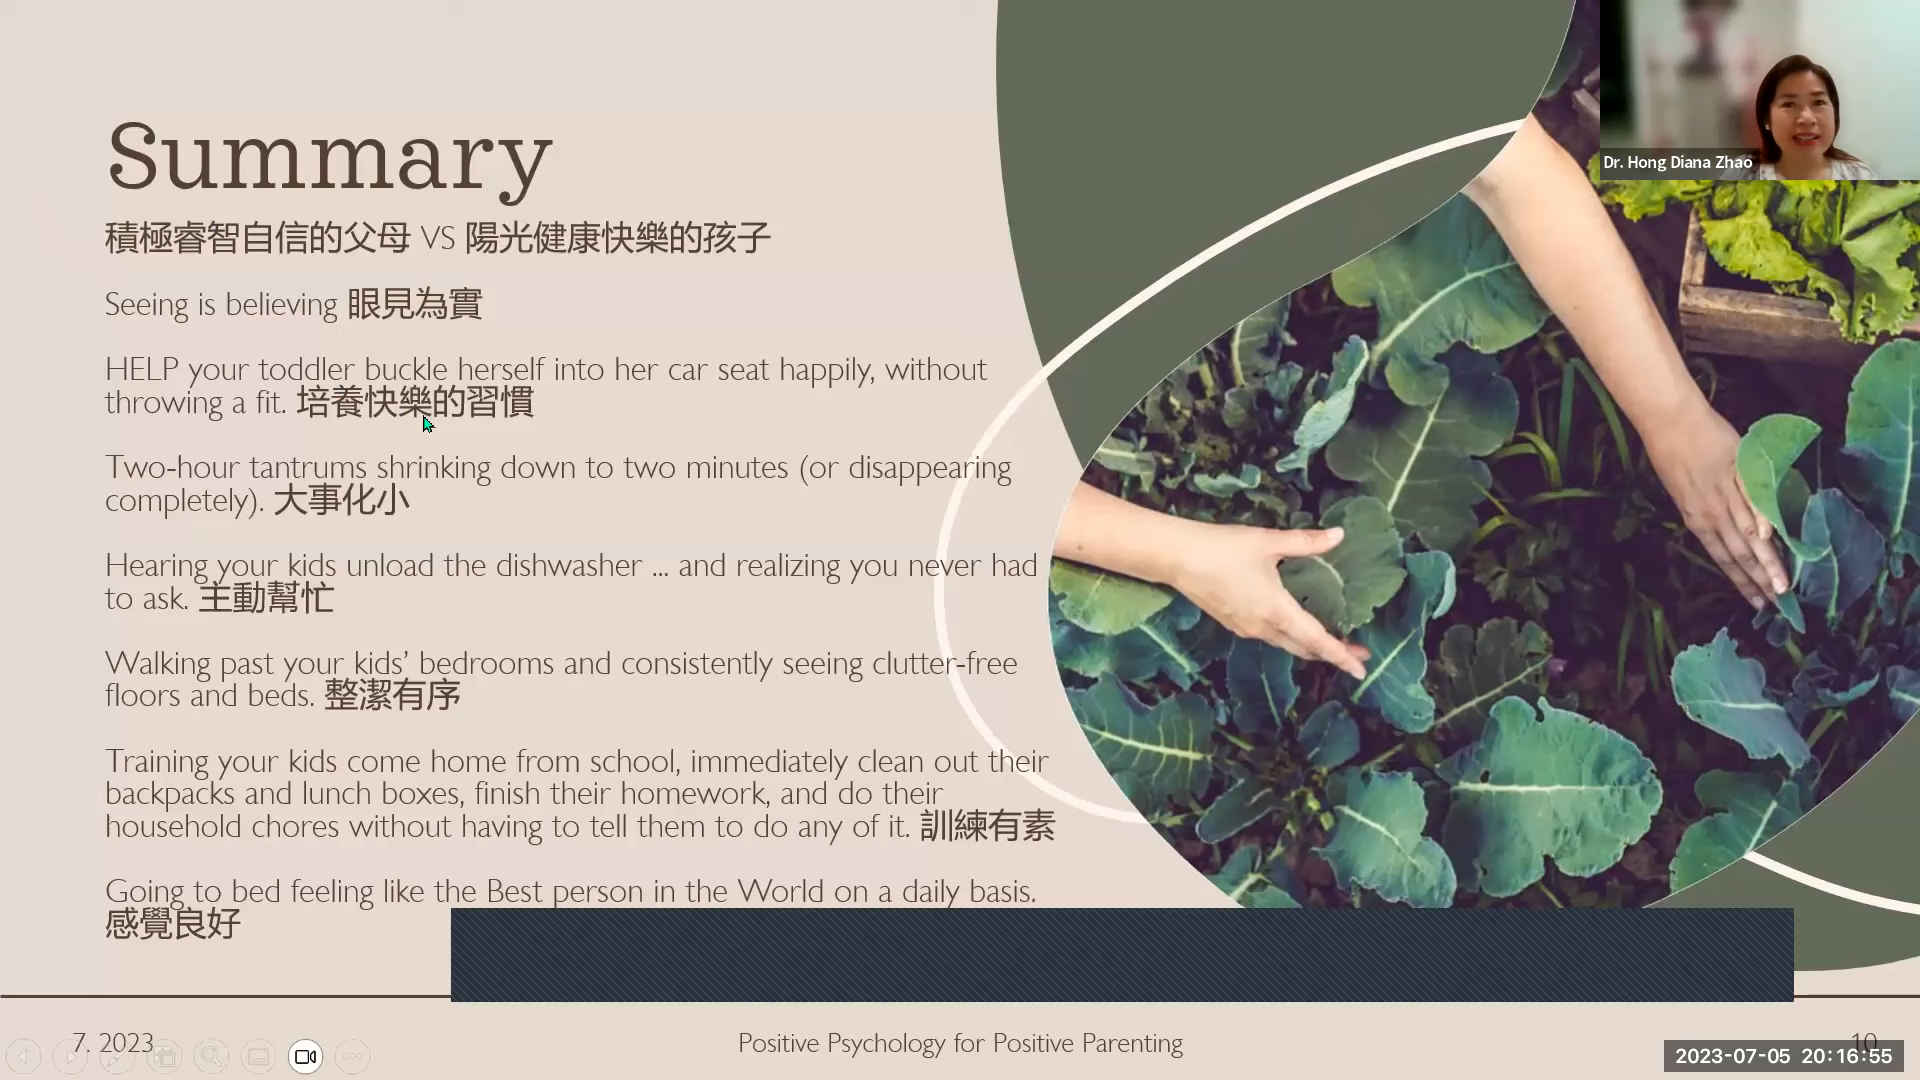 Summary
積極睿智自信的父母 VS 陽光健康快樂的孩子
Seeing is believing 眼見為實
HELP your toddler buckle herself into her car seat happily, without
throwing a fit. 培養快樂的習慣
Two-hour tantrums shrinking down to two minutes (or disappearing
completely). 大事化小
Hearing your kids unload the dishwasher ... and realizing you never had
to ask. 主動幫忙
Walking past your kids’ bedrooms and consistently seeing clutter-free
floors and beds. 整潔有序
Training your kids come home from school, immediately clean out their
backpacks and lunch boxes, finish their homework, and do their
household chores without having to tell them to do any of it. 訓練有素
Going to bed feeling like the Best person in the World on a daily basis.
感覺良好
Dr. Hong Diana Zhao
7. 2023
Positive Psychology for Positive Parenting
10
2023-07-05 20:16:55